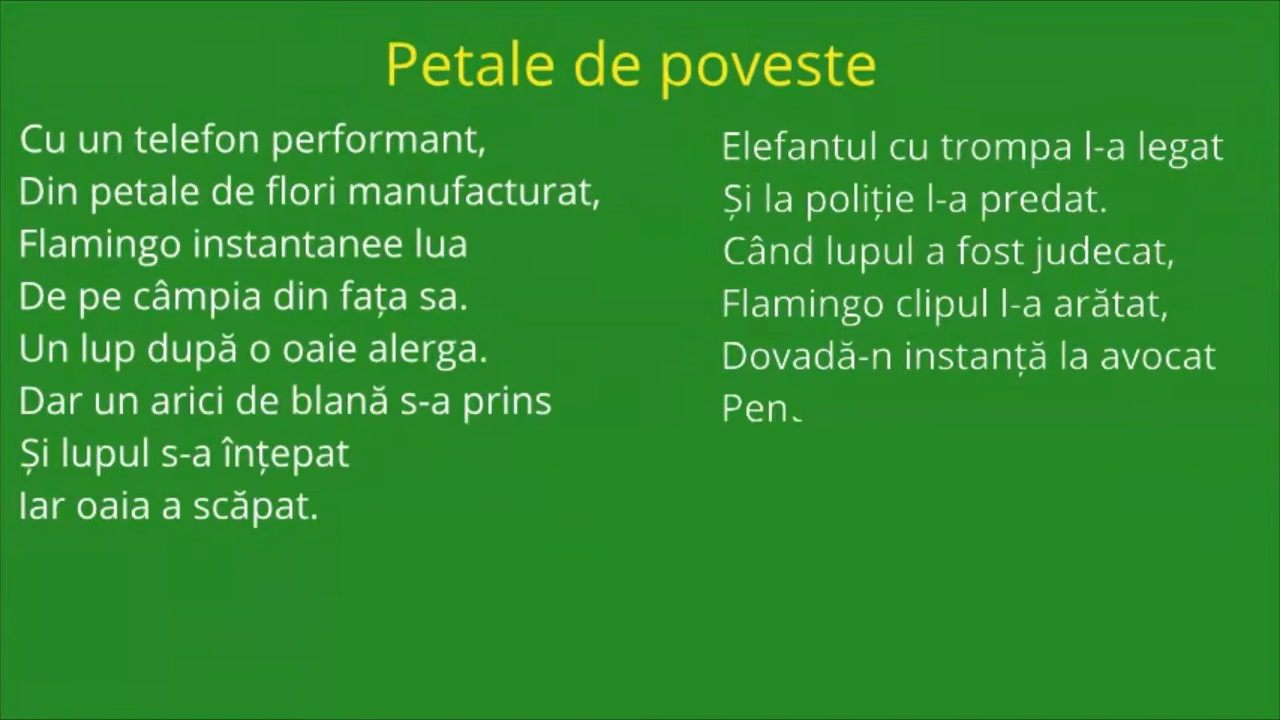 Petale de poveste
Cu un telefon performant,
Din petale de flori manufacturat,
Flamingo instantanee lua
De pe câmpia din fața sa.
Un lup după o oaie alerga.
Dar un arici de blană s-a prins
Și lupul s-a înțepat
Iar oaia a scăpat.
Elefantul cu trompa l-a legat
Și la poliție l-a predat.
Când lupul a fost judecat,
Flamingo clipul l-a arătat,
Dovadă-n instanță la avocat
Pen